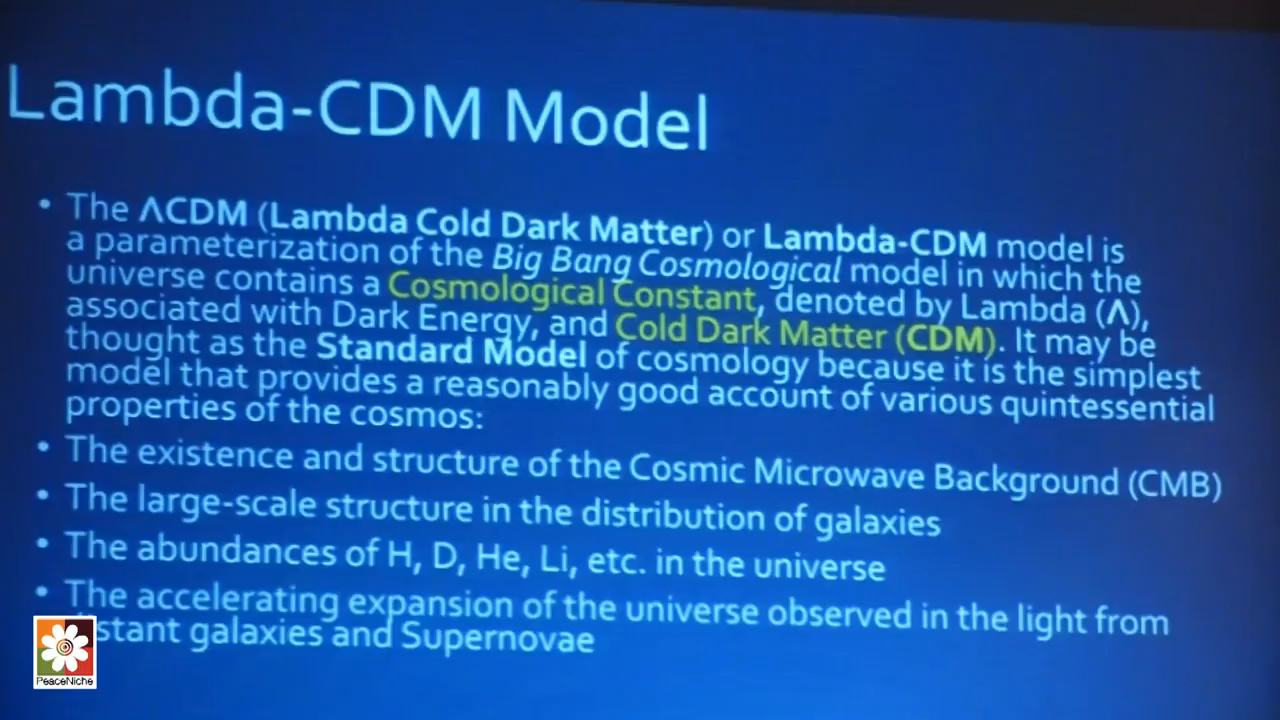 Lambda-CDM Model
• The ΛCDM (Lambda Cold Dark Matter) or Lambda-CDM model is
a parameterization of the Big Bang Cosmological model in which the
universe contains a Cosmological Constant, denoted by Lambda (Λ),
associated with Dark Energy, and Cold Dark Matter (CDM). It may be
thought as the Standard Model of cosmology because it is the simplest
model that provides a reasonably good account of various quintessential
properties of the cosmos:
• The existence and structure of the Cosmic Microwave Background (CMB)
• The large-scale structure in the distribution of galaxies
• The abundances of H, D, He, Li, etc. in the universe
• The accelerating expansion of the universe observed in the light from
galaxies and Supernovae
PeaceNiche